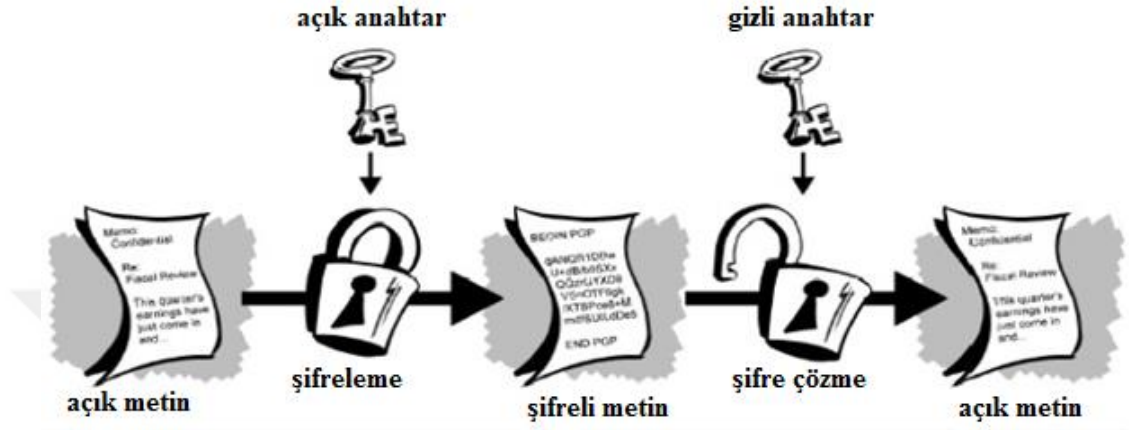 açık anahtar
gizli anahtar
Memo:
Confidential
Re:
Fiscal Review
This quarter's
earnings have
just come in
and...
BEGIN PGP
END PGP
Memo:
Confidential
Re:
Fiscal Review
This quarter's
earnings have
just come in
and...
açık metin
şifreleme
şifreli metin
şifre çözme
açık metin